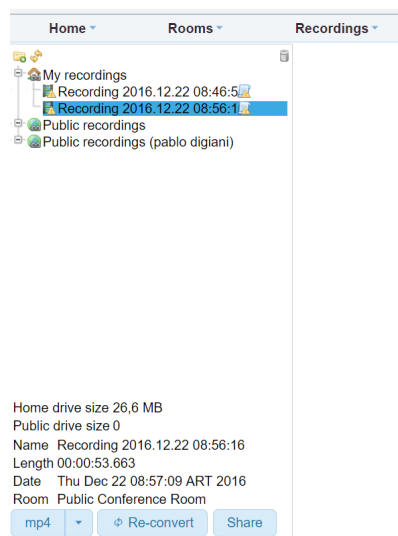 Home Rooms Recordings
My recordings
Recording 2016.12.22 08:46:5
Recording 2016.12.22 08:56:1
Public recordings
Public recordings (pablo digiani)
Home drive size 26,6 MB
Public drive size 0
Name Recording 2016.12.22 08:56:16
Length 00:00:53.663
Date Thu Dec 22 08:57:09 ART 2016
Room Public Conference Room
mp4 Re-convert Share